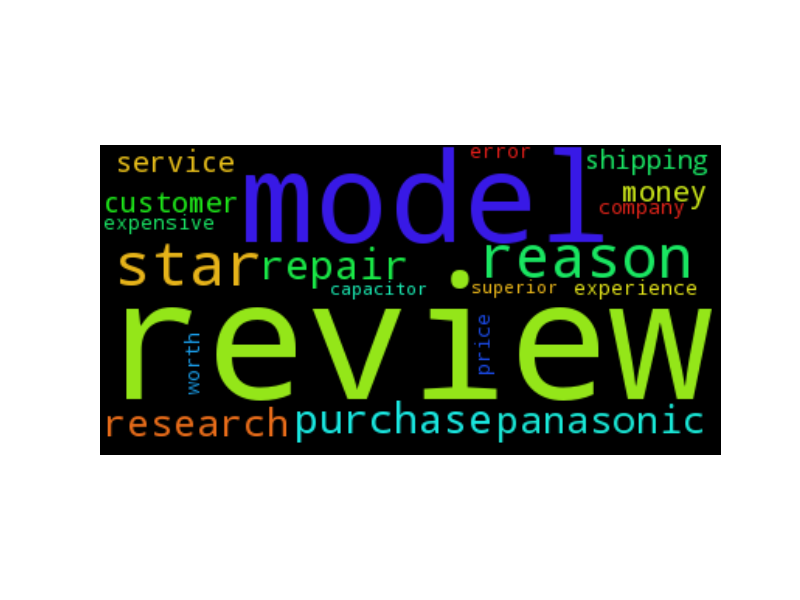 service
error
shipping
model
money
customer
company
expensive
star
repair
reason
capacitor
superior
experience
review
worth
price
research
purchase
panasonic